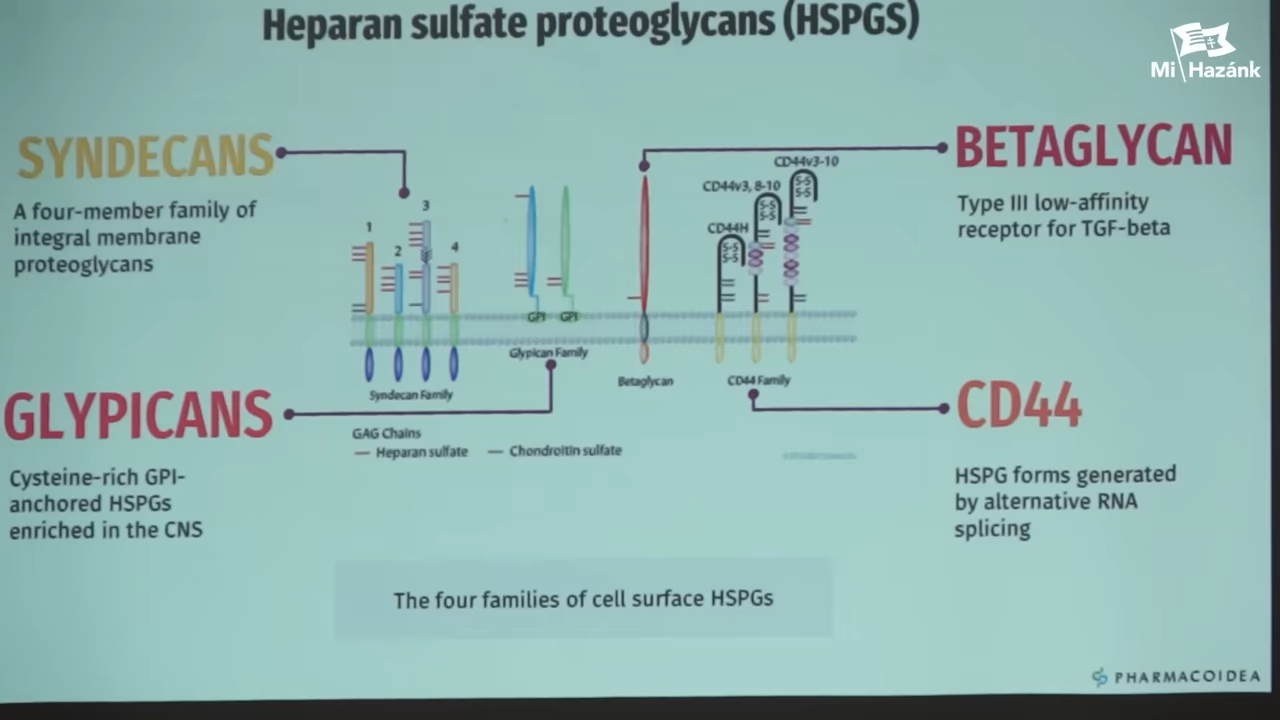 Heparan sulfate proteoglycans (HSPGS)
Mi Hazánk
SYNDECANS
A four-member family of
integral membrane
proteoglycans
BETAGLYCAN
Type III low-affinity
receptor for TGF-beta
1
2
3
4
GPI
GPI
CD44H
CD44v3, 8-10
CD44v3-10
S-S
S-S
S-S
S-S
S-S
S-S
Syndecan Family
Glypican Family
Betaglycan
CD44 Family
GAG Chains
Heparan sulfate
Chondroitin sulfate
GLYPICANS
Cysteine-rich GPI-
anchored HSPGs
enriched in the CNS
CD44
HSPG forms generated
by alternative RNA
splicing
The four families of cell surface HSPGs
PHARMACOIDEA